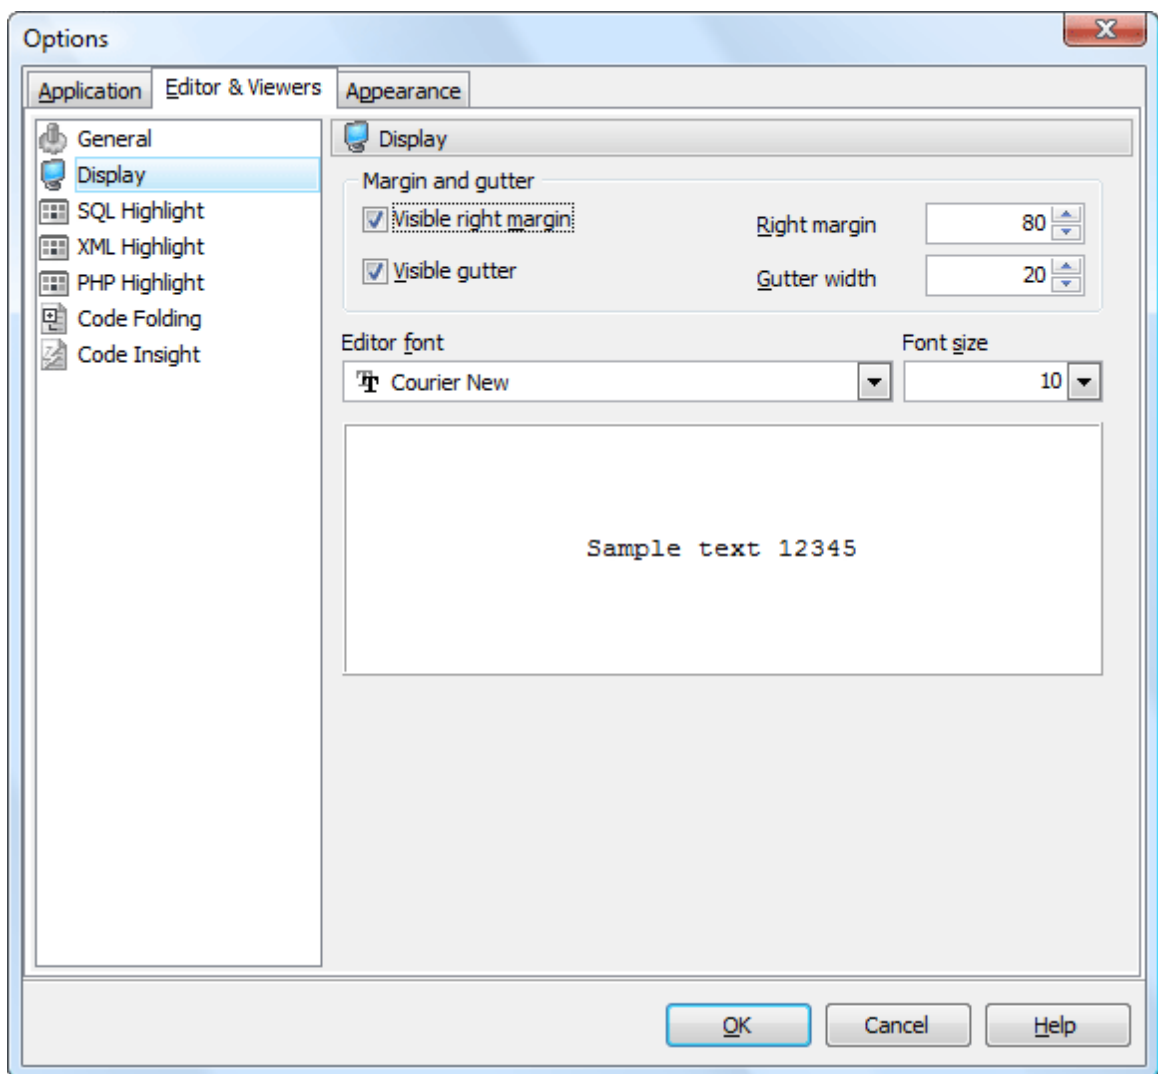 Options
Application Editor & Viewers Appearance
General
Display
SQL Highlight
XML Highlight
PHP Highlight
Code Folding
Code Insight
Display
Margin and gutter
Visible right margin Right margin 80
Visible gutter Gutter width 20
Editor font Font size
Courier New 10
Sample text 12345
OK Cancel Help